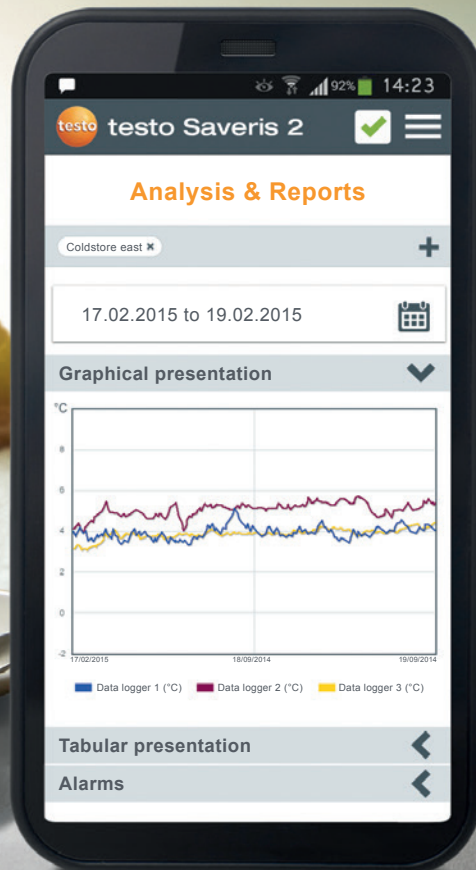 92% 14:23
testo testo Saveris 2
Analysis & Reports
Coldstore east ×
17.02.2015 to 19.02.2015
Graphical presentation
°C
8
6
4
2
0
-2
17/02/2015 18/09/2014 19/09/2014
Data logger 1 (°C) Data logger 2 (°C) Data logger 3 (°C)
Tabular presentation
Alarms